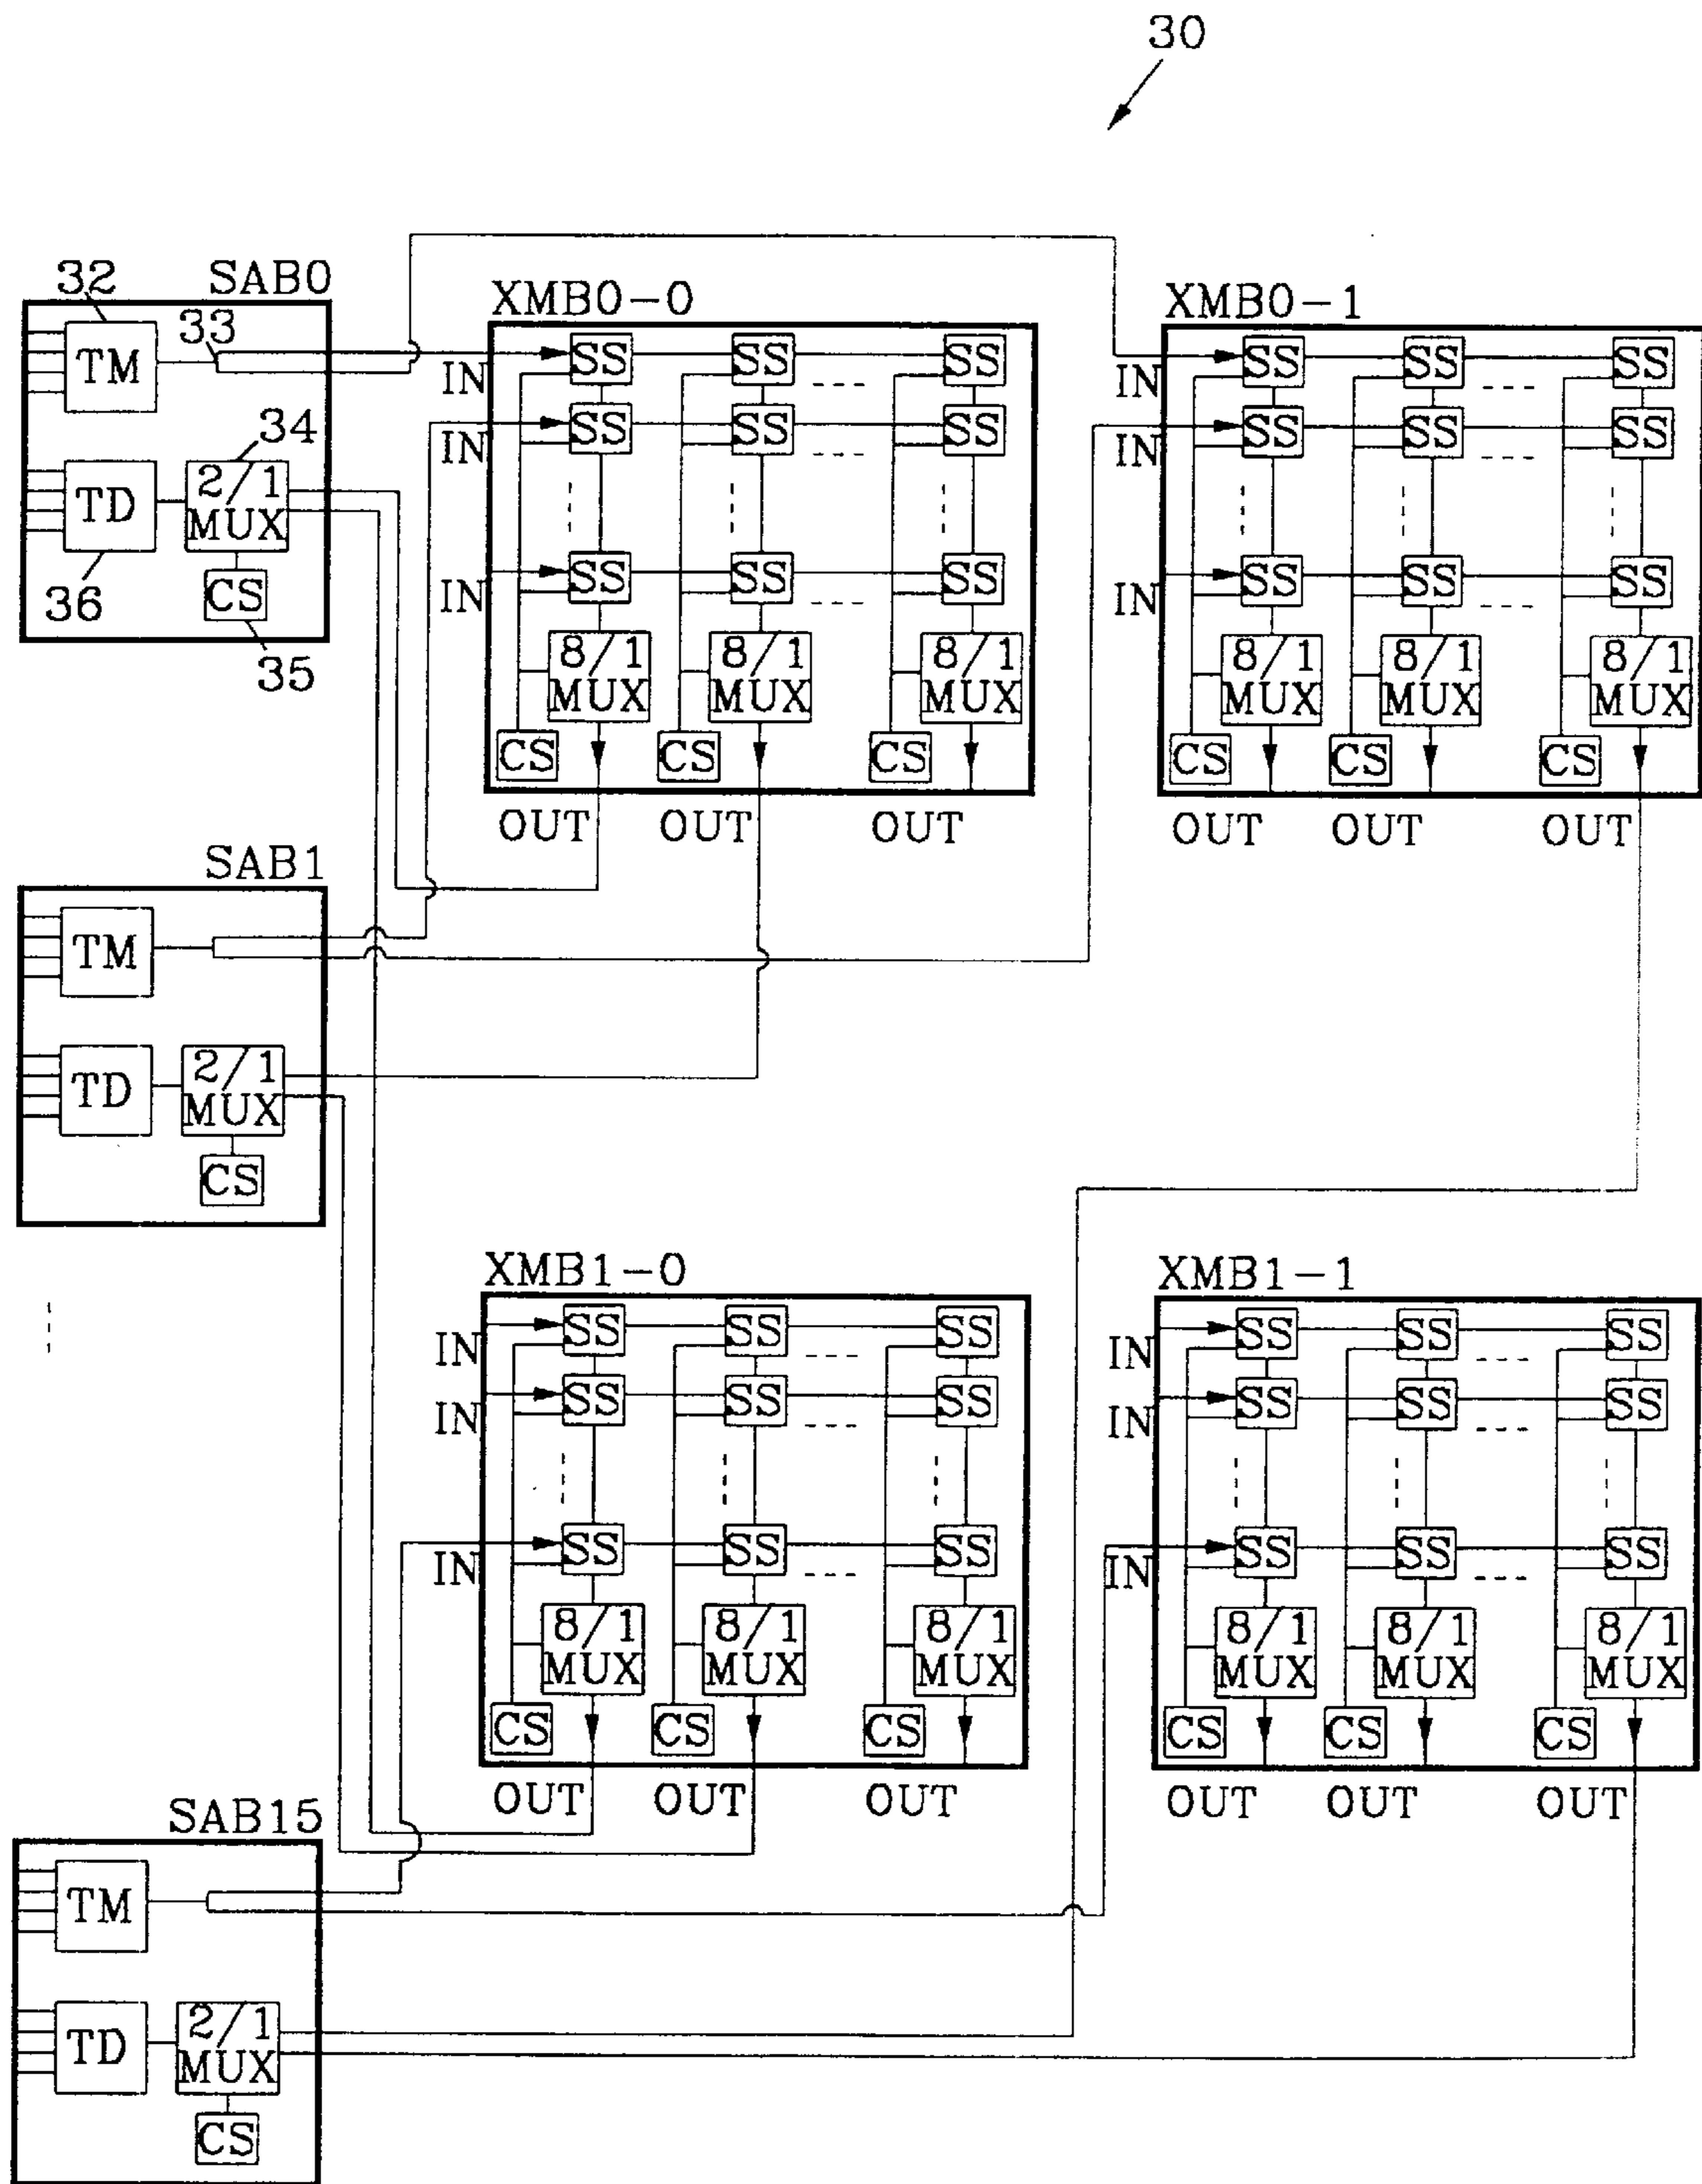 30
SAB0
32
33
TM
34
2/1
MUX
TD
36
CS
35
XMB0-0
SS SS SS
IN
SS SS SS
IN
SS SS SS
IN
8/1 8/1 8/1
MUX MUX MUX
CS CS CS
OUT OUT OUT
XMB0-1
SS SS SS
IN
SS SS SS
IN
SS SS SS
IN
8/1 8/1 8/1
MUX MUX MUX
CS CS CS
OUT OUT OUT
SAB1
TM
2/1
MUX
TD
CS
XMB1-0
SS SS SS
IN
SS SS SS
IN
SS SS SS
IN
8/1 8/1 8/1
MUX MUX MUX
CS CS CS
OUT OUT OUT
XMB1-1
SS SS SS
IN
SS SS SS
IN
SS SS SS
IN
8/1 8/1 8/1
MUX MUX MUX
CS CS CS
OUT OUT OUT
SAB15
TM
2/1
MUX
TD
CS